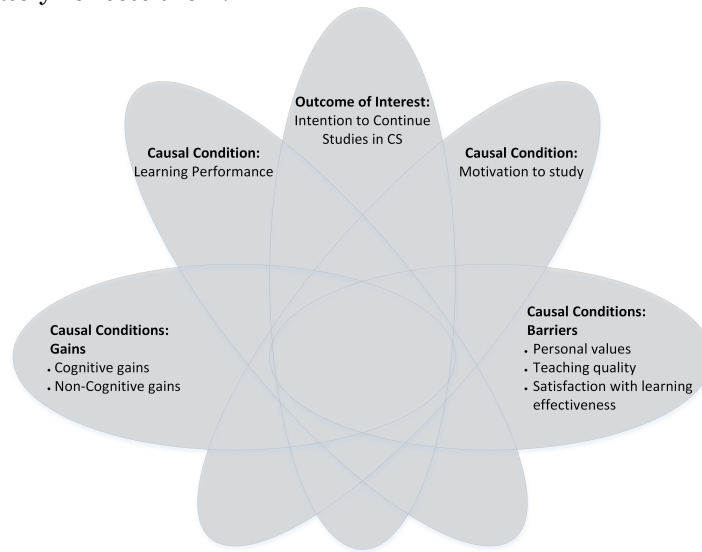 Outcome of Interest:
Intention to Continue
Studies in CS
Causal Condition:
Learning Performance
Causal Condition:
Motivation to study
Causal Conditions:
Gains
• Cognitive gains
• Non-Cognitive gains
Causal Conditions:
Barriers
• Personal values
• Teaching quality
• Satisfaction with learning
effectiveness